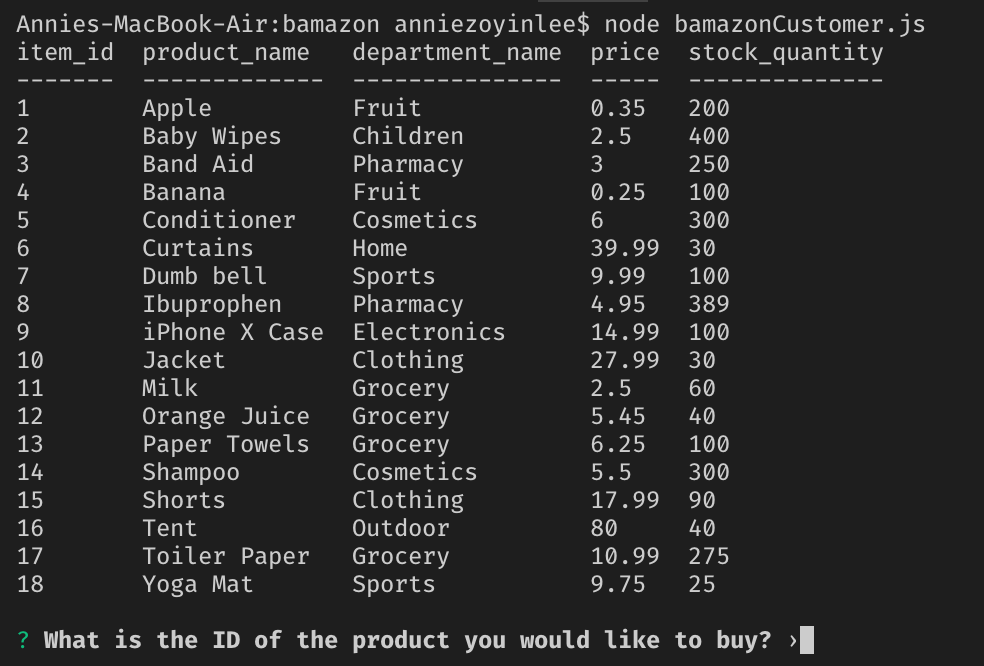 Annies-MacBook-Air:bamazon anniezoyinlee$ node bamazonCustomer.js
item_id  product_name   department_name  price  stock_quantity
-------  -------------  ---------------  -----  --------------
1        Apple          Fruit            0.35   200
2        Baby Wipes     Children         2.5    400
3        Band Aid       Pharmacy         3      250
4        Banana         Fruit            0.25   100
5        Conditioner    Cosmetics        6      300
6        Curtains       Home             39.99  30
7        Dumb bell      Sports           9.99   100
8        Ibuprophen     Pharmacy         4.95   389
9        iPhone X Case  Electronics      14.99  100
10       Jacket         Clothing         27.99  30
11       Milk           Grocery          2.5    60
12       Orange Juice   Grocery          5.45   40
13       Paper Towels   Grocery          6.25   100
14       Shampoo        Cosmetics        5.5    300
15       Shorts         Clothing         17.99  90
16       Tent           Outdoor          80     40
17       Toiler Paper   Grocery          10.99  275
18       Yoga Mat       Sports           9.75   25
? What is the ID of the product you would like to buy? ›